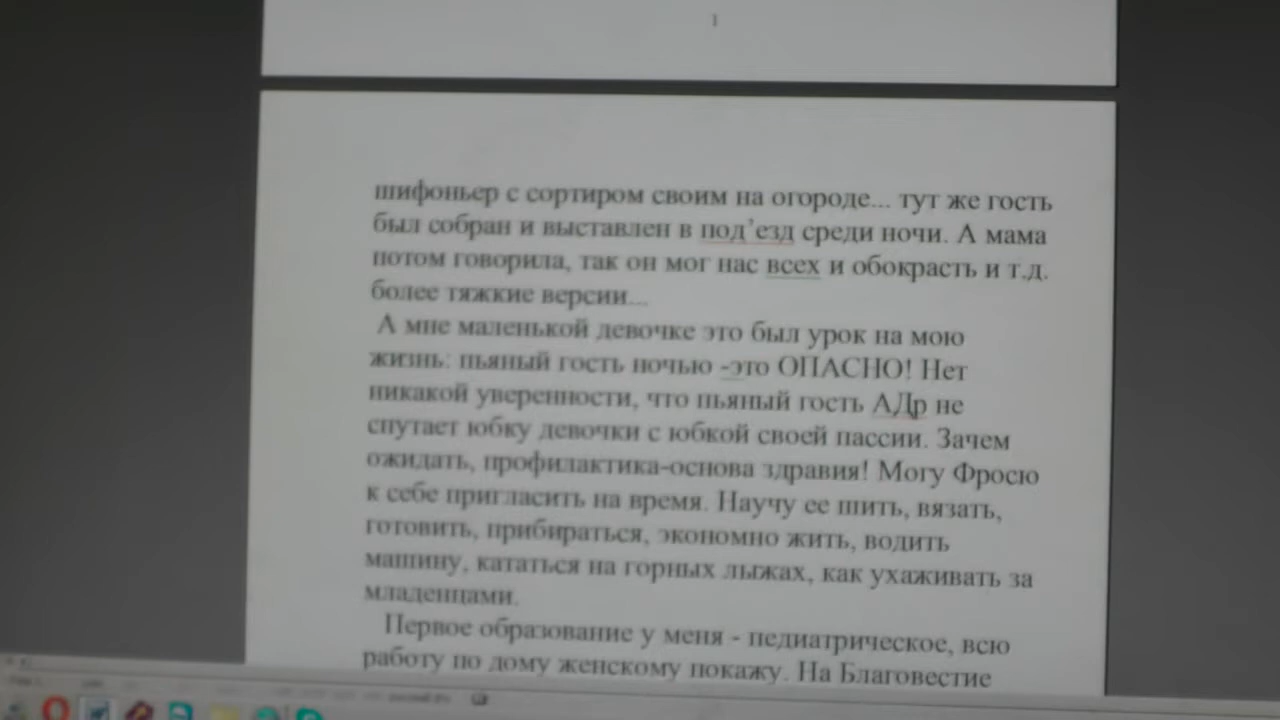 1
шифоньер с сортиром своим на огороде... тут же гость
был собран и выставлен в под’езд среди ночи. А мама
потом говорила, так он мог нас всех и обокрасть и т.д.
более тяжкие версии...
А мне маленькой девочке это был урок на мою
жизнь: пьяный гость ночью -это ОПАСНО! Нет
никакой уверенности, что пьяный гость АДр не
спутает юбку девочки с юбкой своей пассии. Зачем
ожидать, профилактика-основа здравия! Могу Фросю
к себе пригласить на время. Научу ее шить, вязать,
готовить, прибираться, экономно жить, водить
машину, кататься на горных лыжах, как ухаживать за
младенцами.
Первое образование у меня - педиатрическое, всю
работу по дому женскому покажу. На Благовестие